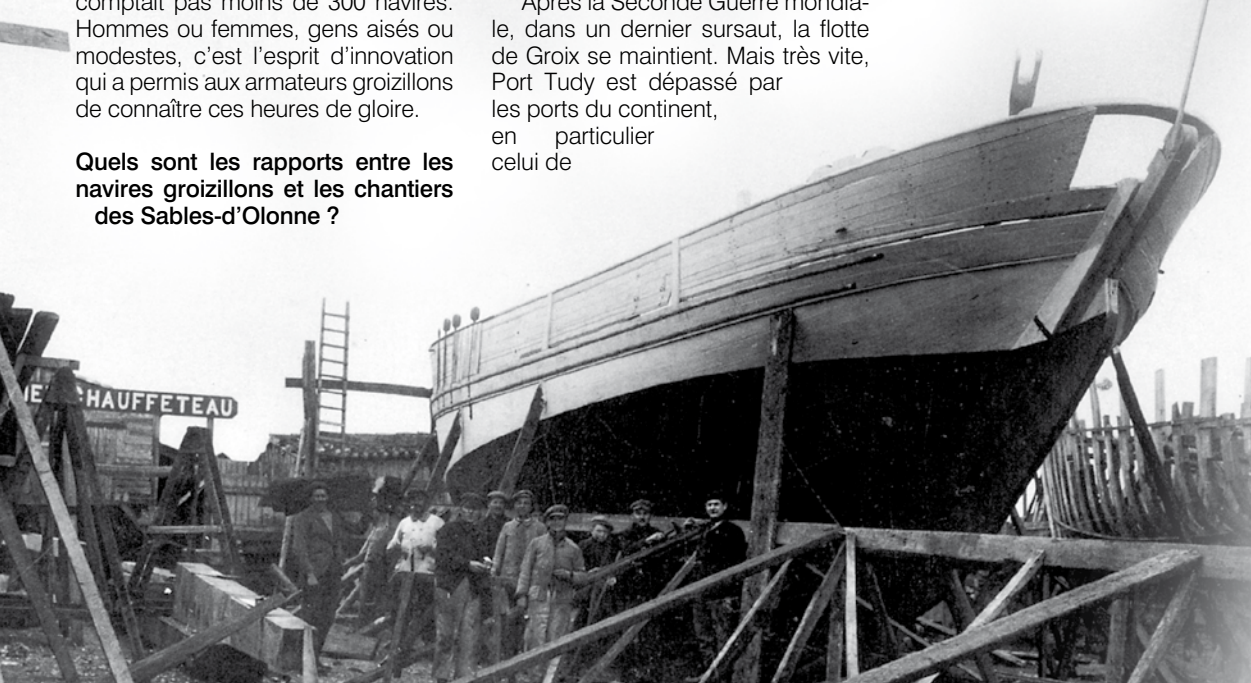 comptait pas moins de 300 navires.
Hommes ou femmes, gens aisés ou
modestes, c'est l'esprit d'innovation
qui a permis aux armateurs groizillons
de connaître ces heures de gloire.
Quels sont les rapports entre les
navires groizillons et les chantiers
des Sables-d'Olonne ?
Après la Seconde Guerre mondia-
le, dans un dernier sursaut, la flotte
de Groix se maintient. Mais très vite,
Port Tudy est dépassé par
les ports du continent,
en particulier
celui de
CHAUFFETEAU